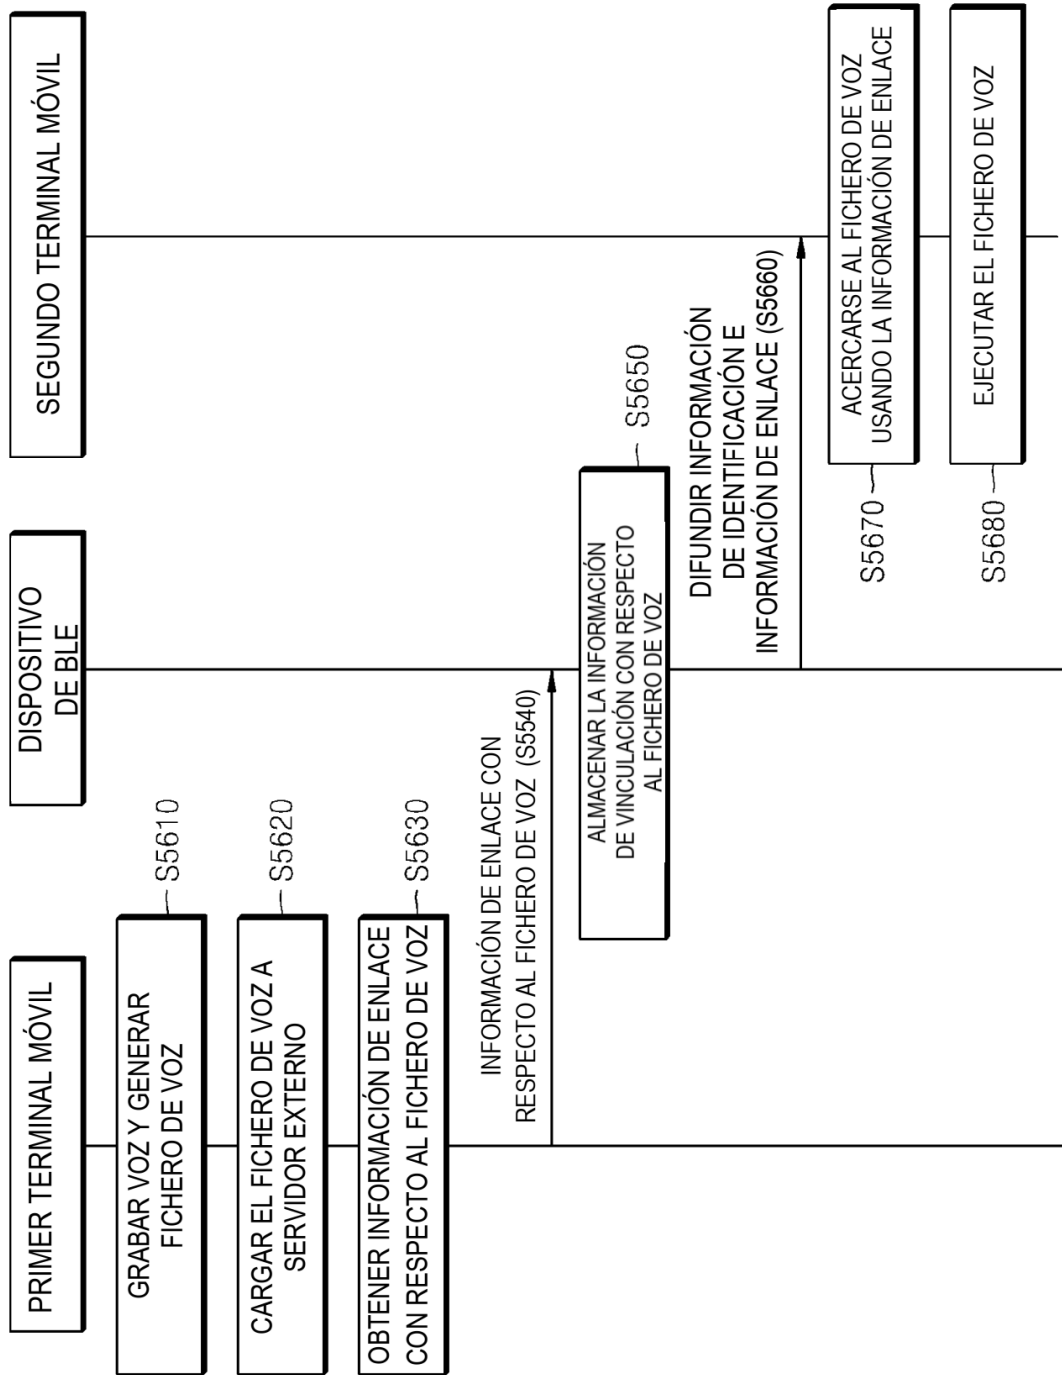 PRIMER TERMINAL MÓVIL
DISPOSITIVO
DE BLE
SEGUNDO TERMINAL MÓVIL
GRABAR VOZ Y GENERAR
FICHERO DE VOZ
S5610
CARGAR EL FICHERO DE VOZ A
SERVIDOR EXTERNO
S5620
OBTENER INFORMACIÓN DE ENLACE
CON RESPECTO AL FICHERO DE VOZ
S5630
INFORMACIÓN DE ENLACE CON
RESPECTO AL FICHERO DE VOZ (S5540)
ALMACENAR LA INFORMACIÓN
DE VINCULACIÓN CON RESPECTO
AL FICHERO DE VOZ
S5650
DIFUNDIR INFORMACIÓN
DE IDENTIFICACIÓN E
INFORMACIÓN DE ENLACE (S5660)
S5670
ACERCARSE AL FICHERO DE VOZ
USANDO LA INFORMACIÓN DE ENLACE
S5680
EJECUTAR EL FICHERO DE VOZ